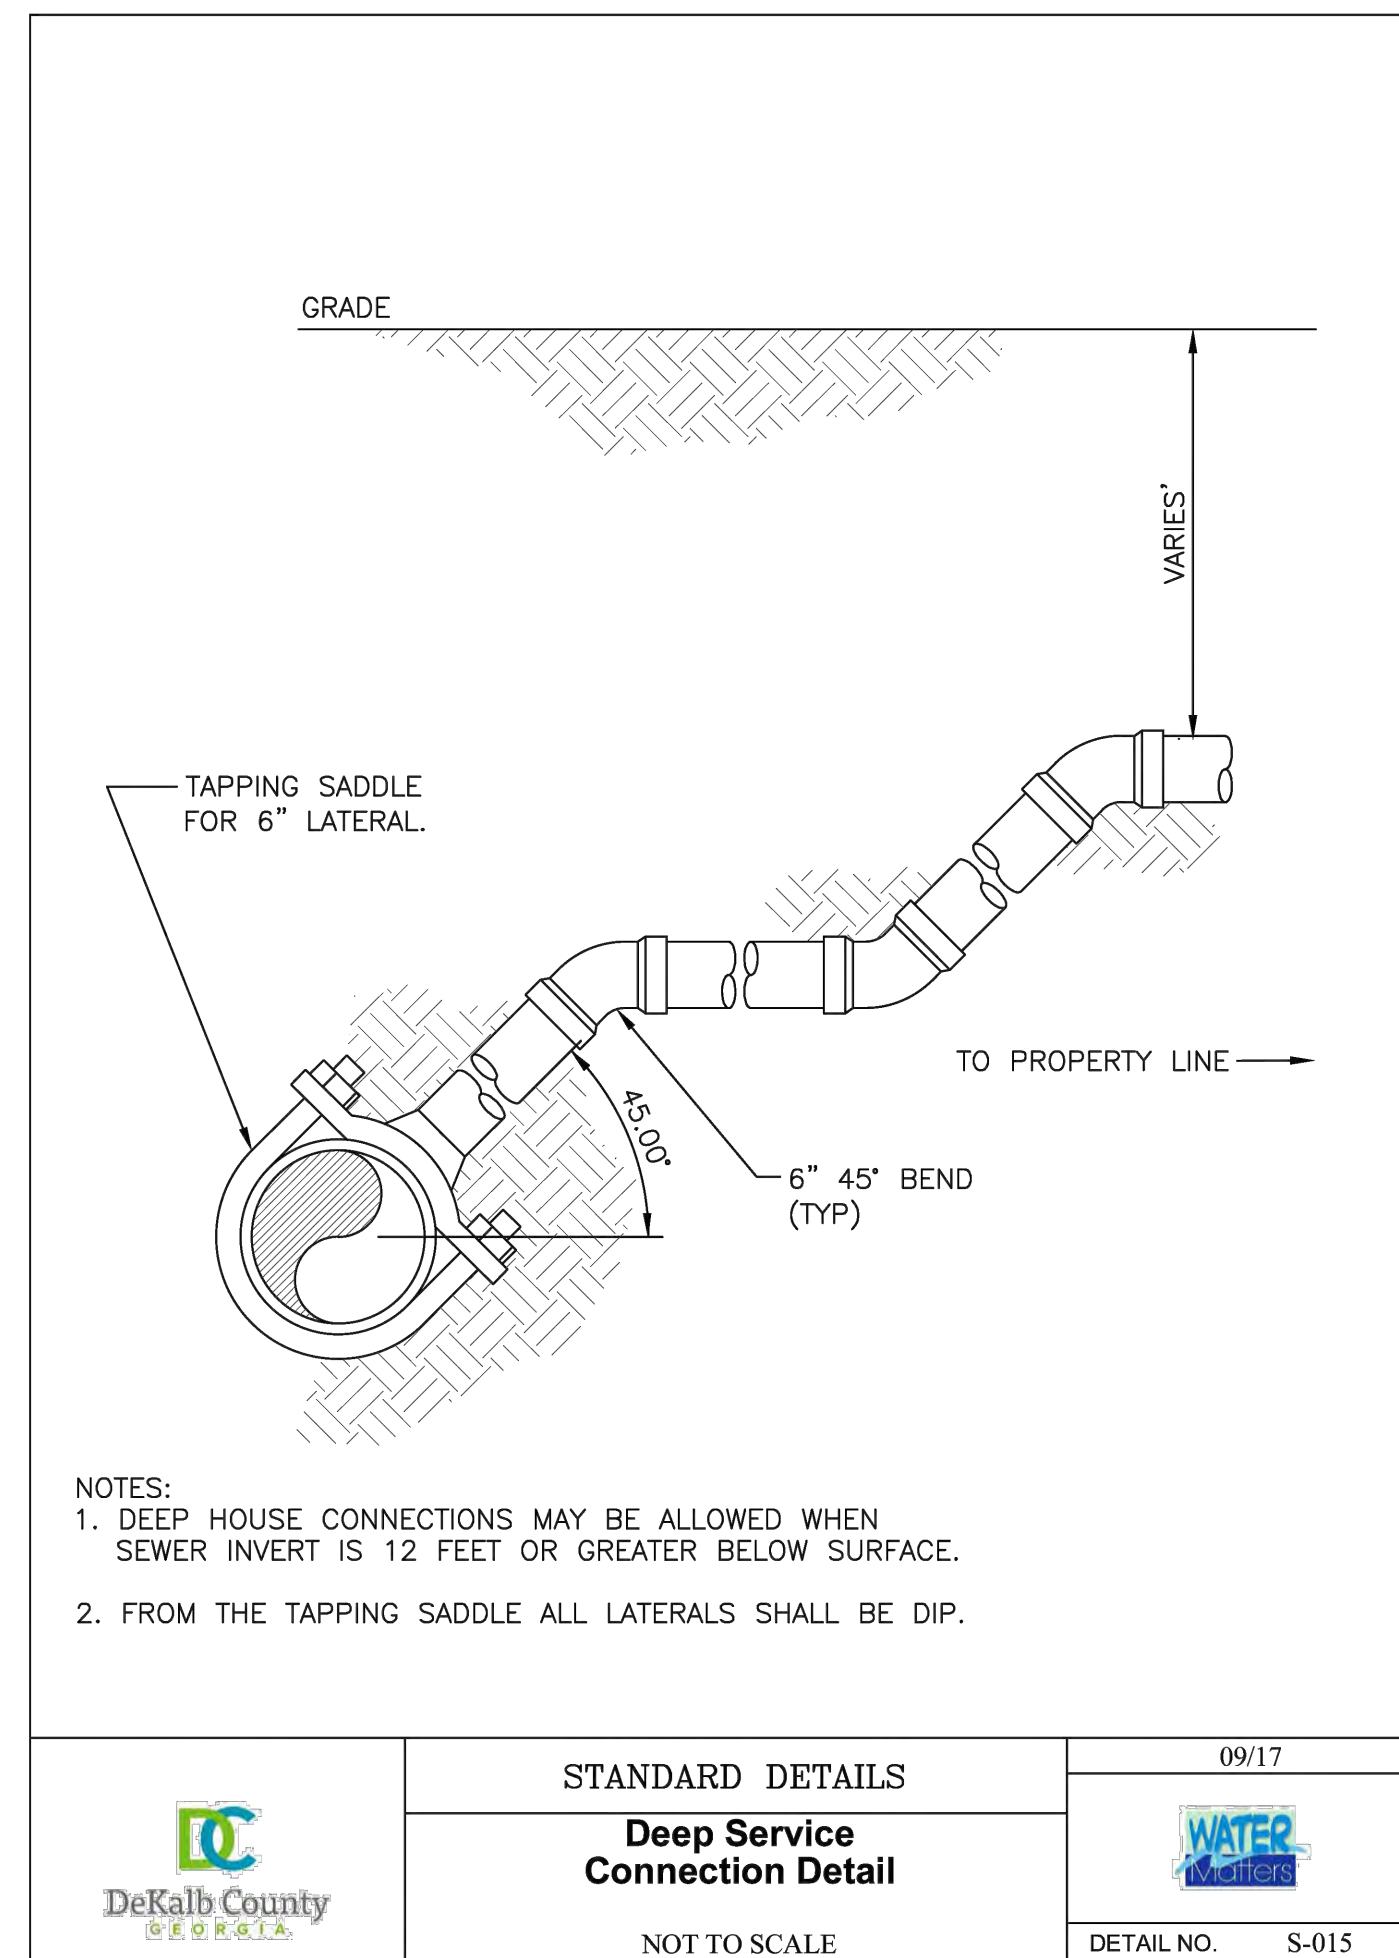 GRADE
VARIES'
TAPPING SADDLE
FOR 6" LATERAL.
TO PROPERTY LINE
45.00°
6" 45° BEND
(TYP)
NOTES:
1. DEEP HOUSE CONNECTIONS MAY BE ALLOWED WHEN
SEWER INVERT IS 12 FEET OR GREATER BELOW SURFACE.
2. FROM THE TAPPING SADDLE ALL LATERALS SHALL BE DIP.
DC
DeKalb County
GEORGIA
STANDARD DETAILS
Deep Service
Connection Detail
NOT TO SCALE
09/17
WATER
Matters
DETAIL NO. S-015